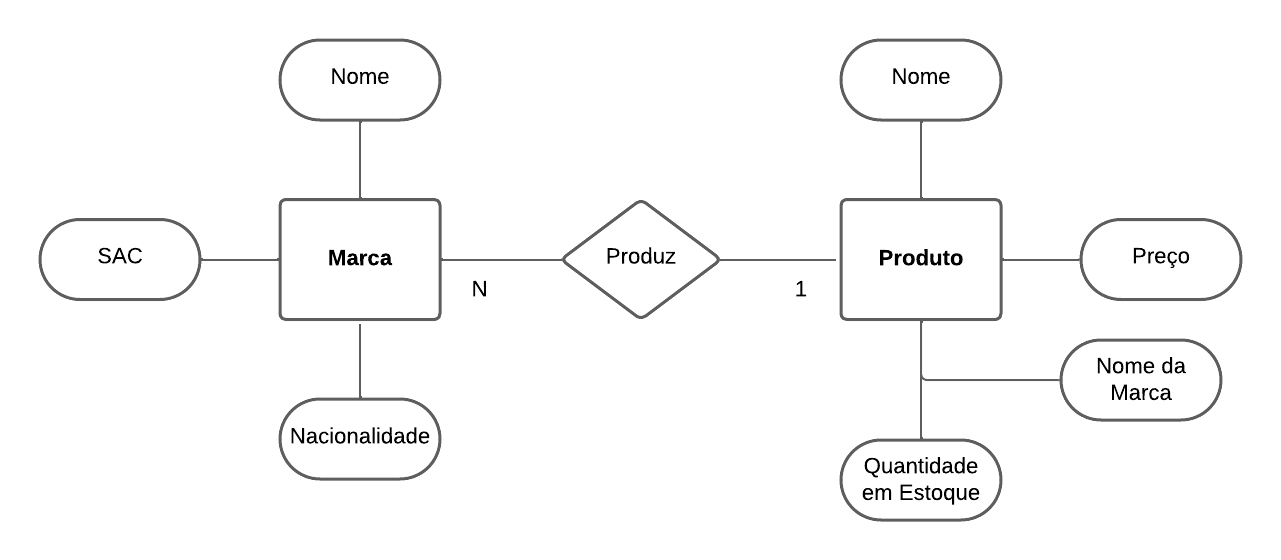 Nome
Nome
SAC
Marca
Produz
Produto
Preço
N
1
Nome da
Marca
Nacionalidade
Quantidade
em Estoque